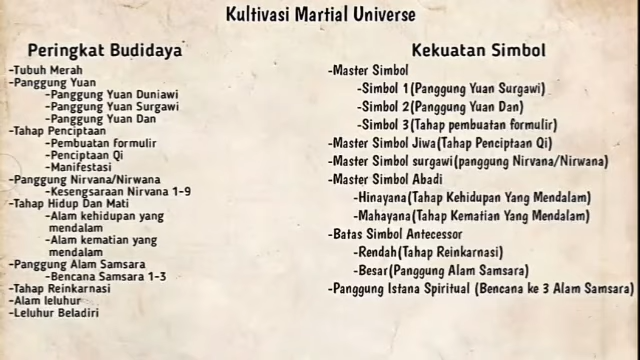 Kultivasi Martial Universe
Peringkat Budidaya
-Tubuh Merah
-Panggung Yuan
-Panggung Yuan Duniawi
-Panggung Yuan Surgawi
-Panggung Yuan Dan
-Tahap Penciptaan
-Pembuatan formulir
-Penciptaan Qi
-Manifestasi
-Panggung Nirvana/Nirwana
-Kesengsaraan Nirvana 1-9
-Tahap Hidup Dan Mati
-Alam kehidupan yang
mendalam
-Alam kematian yang
mendalam
-Panggung Alam Samsara
-Bencana Samsara 1-3
-Tahap Reinkarnasi
-Alam leluhur
-Leluhur Beladiri
Kekuatan Simbol
-Master Simbol
-Simbol 1(Panggung Yuan Surgawi)
-Simbol 2(Panggung Yuan Dan)
-Simbol 3(Tahap pembuatan formulir)
-Master Simbol Jiwa(Tahap Penciptaan Qi)
-Master Simbol surgawi(panggung Nirvana/Nirwana)
-Master Simbol Abadi
-Hinayana(Tahap Kehidupan Yang Mendalam)
-Mahayana(Tahap Kematian Yang Mendalam)
-Batas Simbol Antecessor
-Rendah(Tahap Reinkarnasi)
-Besar(Panggung Alam Samsara)
-Panggung Istana Spiritual (Bencana ke 3 Alam Samsara)